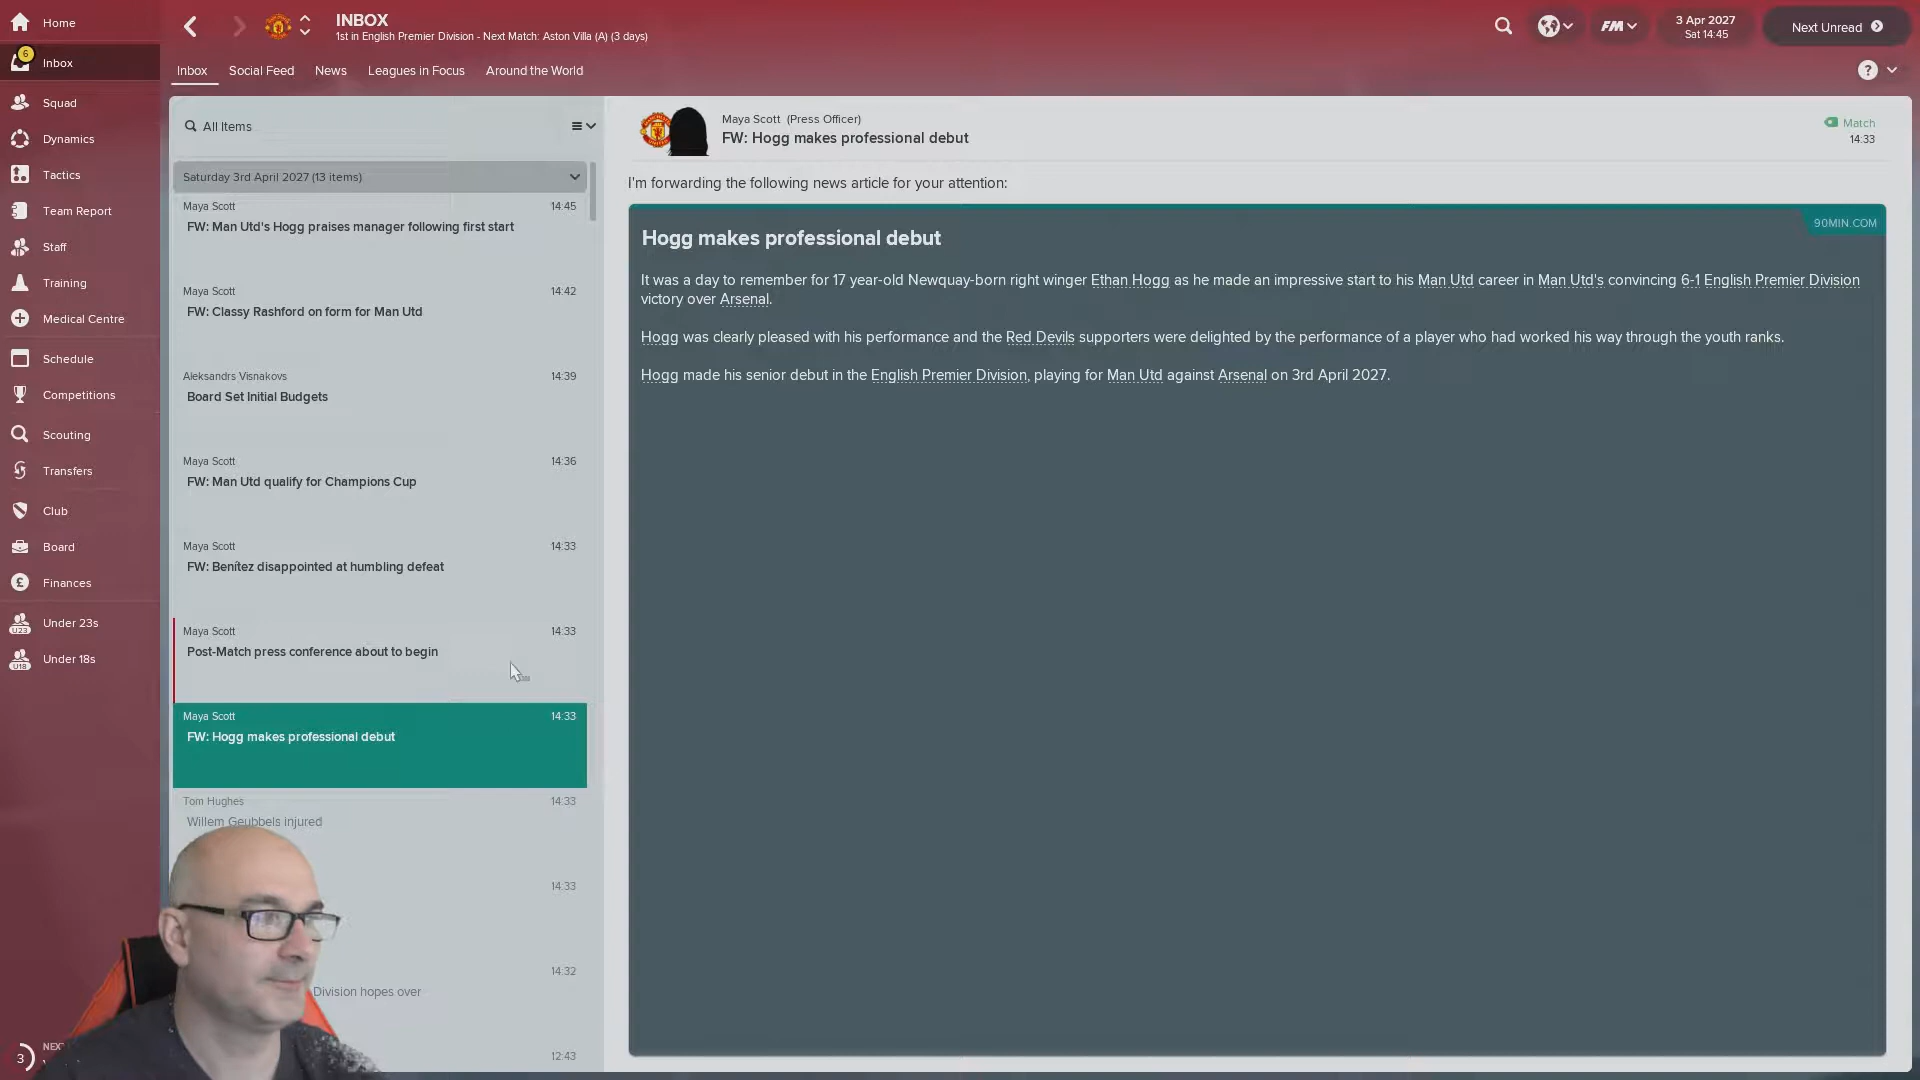 Home
INBOX
1st in English Premier Division - Next Match: Aston Villa (A) (3 days)
FM
3 Apr 2027
Sat 14:45
Next Unread
6
Inbox
Squad
Dynamics
Tactics
Team Report
Staff
Training
Medical Centre
Schedule
Competitions
Scouting
Transfers
Club
Board
Finances
U23
Under 23s
U18
Under 18s
3
NEXT
Inbox
Social Feed
News
Leagues in Focus
Around the World
?
All Items
Saturday 3rd April 2027 (13 items)
Maya Scott 14:45
FW: Man Utd's Hogg praises manager following first start
Maya Scott 14:42
FW: Classy Rashford on form for Man Utd
Aleksandrs Visnakovs 14:39
Board Set Initial Budgets
Maya Scott 14:36
FW: Man Utd qualify for Champions Cup
Maya Scott 14:33
FW: Benítez disappointed at humbling defeat
Maya Scott 14:33
Post-Match press conference about to begin
Maya Scott 14:33
FW: Hogg makes professional debut
Tom Hughes 14:33
Willem Geubbels injured
14:33
14:32
Division hopes over
12:43
Maya Scott (Press Officer)
FW: Hogg makes professional debut
Match
14:33
I'm forwarding the following news article for your attention:
90MIN.COM
Hogg makes professional debut
It was a day to remember for 17 year-old Newquay-born right winger Ethan Hogg as he made an impressive start to his Man Utd career in Man Utd's convincing 6-1 English Premier Division
victory over Arsenal.
Hogg was clearly pleased with his performance and the Red Devils supporters were delighted by the performance of a player who had worked his way through the youth ranks.
Hogg made his senior debut in the English Premier Division, playing for Man Utd against Arsenal on 3rd April 2027.